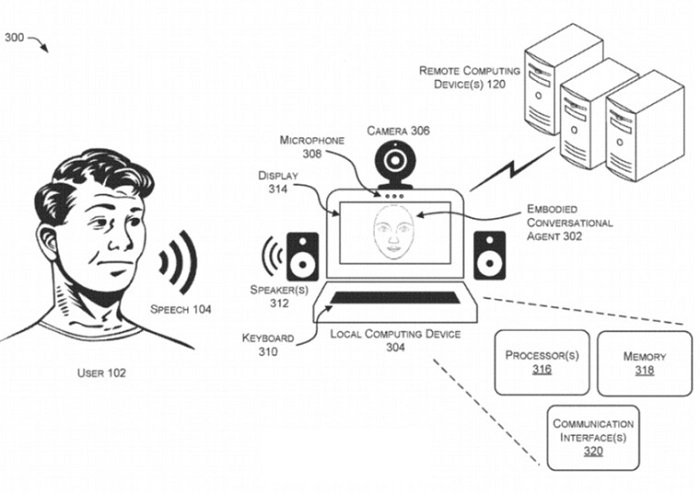 300
REMOTE COMPUTING
DEVICE(S) 120
CAMERA 306
MICROPHONE
308
DISPLAY
314
EMBODIED
CONVERSATIONAL
AGENT 302
SPEECH 104
SPEAKER(S)
312
KEYBOARD
310
LOCAL COMPUTING DEVICE
304
USER 102
PROCESSOR(S)
316
MEMORY
318
COMMUNICATION
INTERFACE(S)
320